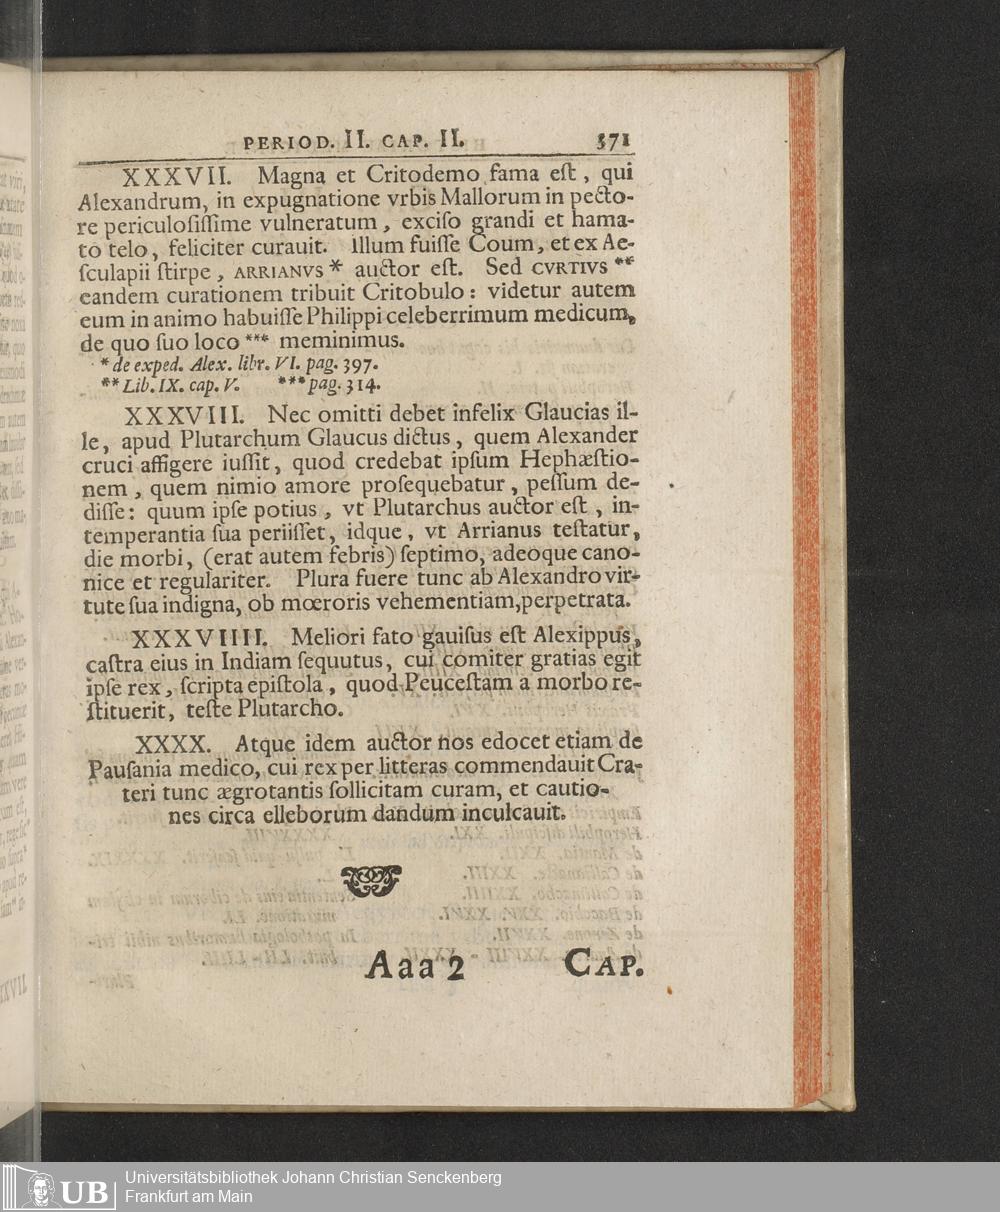 PERIOD. II. CAP. II. 371
XXXVII. Magna et Critodemo fama eſt, qui
Alexandrum, in expugnatione vrbis Mallorum in pecto-
re periculoſiſſime vulneratum, exciſo grandi et hama-
to telo, feliciter curauit. Illum fuiſſe Coum, et ex Ae-
ſculapii ſtirpe, ARRIANVS * auctor eſt. Sed CVRTIVS **
eandem curationem tribuit Critobulo: videtur autem
eum in animo habuiſſe Philippi celeberrimum medicum,
de quo ſuo loco *** meminimus.
* de exped. Alex. libr. VI. pag. 397.
** Lib. IX. cap. V. *** pag. 314.
XXXVIII. Nec omitti debet infelix Glaucias il-
le, apud Plutarchum Glaucus dictus, quem Alexander
cruci affigere iuſſit, quod credebat ipſum Hephæſtio-
nem, quem nimio amore proſequebatur, peſſum de-
diſſe: quum ipſe potius, vt Plutarchus auctor eſt, in-
temperantia ſua periiſſet, idque, vt Arrianus teſtatur,
die morbi, (erat autem febris) ſeptimo, adeoque cano-
nice et regulariter. Plura fuere tunc ab Alexandro vir-
tute ſua indigna, ob mœroris vehementiam, perpetrata.
XXXVIIII. Meliori fato gauiſus eſt Alexippus,
caſtra eius in Indiam ſequutus, cui comiter gratias egit
ipſe rex, ſcripta epiſtola, quod Peuceſtam a morbo re-
ſtituerit, teſte Plutarcho.
XXXX. Atque idem auctor nos edocet etiam de
Pauſania medico, cui rex per litteras commendauit Cra-
teri tunc ægrotantis ſollicitam curam, et cautio-
nes circa elleborum dandum inculcauit.
Aaa 2 CAP.
UB Universitätsbibliothek Johann Christian Senckenberg
Frankfurt am Main